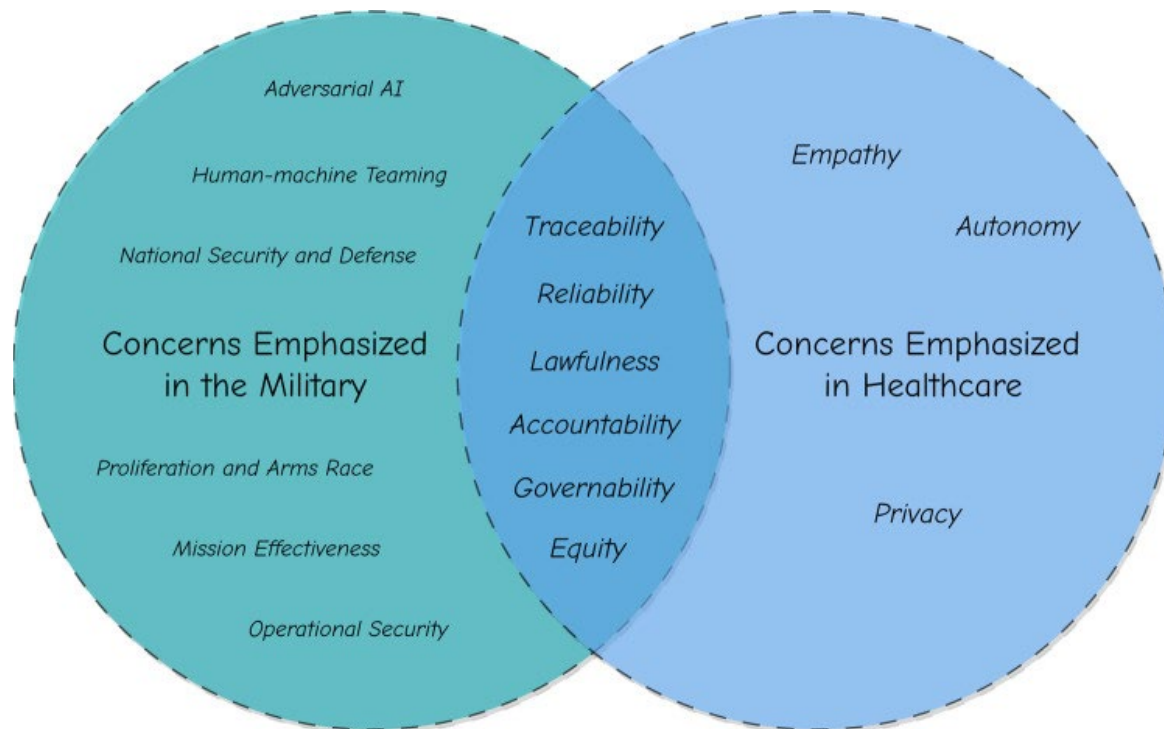 Adversarial AI
Human-machine Teaming
National Security and Defense
Concerns Emphasized
in the Military
Proliferation and Arms Race
Mission Effectiveness
Operational Security
Traceability
Reliability
Lawfulness
Accountability
Governability
Equity
Empathy
Autonomy
Concerns Emphasized
in Healthcare
Privacy